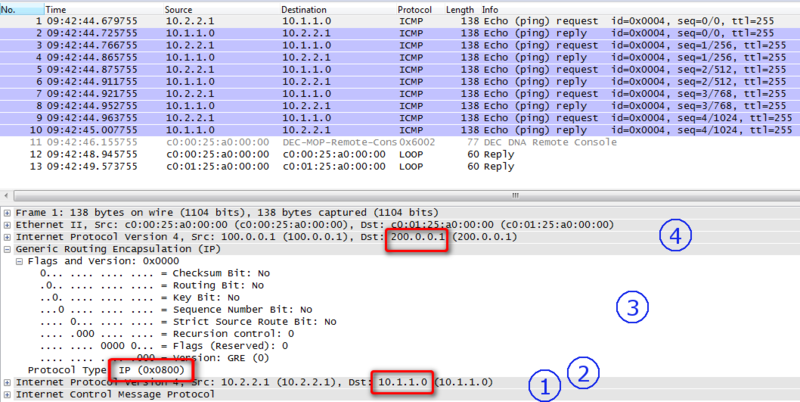 No. Time Source Destination Protocol Length Info
1 09:42:44.679755 10.2.2.1 10.1.1.0 ICMP 138 Echo (ping) request id=0x0004, seq=0/0, ttl=255
2 09:42:44.725755 10.1.1.0 10.2.2.1 ICMP 138 Echo (ping) reply id=0x0004, seq=0/0, ttl=255
3 09:42:44.766755 10.2.2.1 10.1.1.0 ICMP 138 Echo (ping) request id=0x0004, seq=1/256, ttl=255
4 09:42:44.865755 10.1.1.0 10.2.2.1 ICMP 138 Echo (ping) reply id=0x0004, seq=1/256, ttl=255
5 09:42:44.875755 10.2.2.1 10.1.1.0 ICMP 138 Echo (ping) request id=0x0004, seq=2/512, ttl=255
6 09:42:44.911755 10.1.1.0 10.2.2.1 ICMP 138 Echo (ping) reply id=0x0004, seq=2/512, ttl=255
7 09:42:44.921755 10.2.2.1 10.1.1.0 ICMP 138 Echo (ping) request id=0x0004, seq=3/768, ttl=255
8 09:42:44.952755 10.1.1.0 10.2.2.1 ICMP 138 Echo (ping) reply id=0x0004, seq=3/768, ttl=255
9 09:42:44.963755 10.2.2.1 10.1.1.0 ICMP 138 Echo (ping) request id=0x0004, seq=4/1024, ttl=255
10 09:42:45.007755 10.1.1.0 10.2.2.1 ICMP 138 Echo (ping) reply id=0x0004, seq=4/1024, ttl=255
11 09:42:46.155755 c0:00:25:a0:00:00 DEC-MOP-Remote-Cons 0x6002 77 DEC DNA Remote Console
12 09:42:48.945755 c0:00:25:a0:00:00 c0:00:25:a0:00:00 LOOP 60 Reply
13 09:42:49.573755 c0:01:25:a0:00:00 c0:01:25:a0:00:00 LOOP 60 Reply
Frame 1: 138 bytes on wire (1104 bits), 138 bytes captured (1104 bits)
Ethernet II, Src: c0:00:25:a0:00:00 (c0:00:25:a0:00:00), Dst: c0:01:25:a0:00:00 (c0:01:25:a0:00:00)
Internet Protocol Version 4, Src: 100.0.0.1 (100.0.0.1), Dst: 200.0.0.1 (200.0.0.1) 4
Generic Routing Encapsulation (IP)
Flags and version: 0x0000
0... .... .... .... = Checksum Bit: No
.0.. .... .... .... = Routing Bit: No
..0. .... .... .... = Key Bit: No
...0 .... .... .... = Sequence Number Bit: No 3
.... 0... .... .... = Strict Source Route Bit: No
.... .000 .... .... = Recursion control: 0
.... .... 0000 0... = Flags (Reserved): 0
.... .... .... .000 = Version: GRE (0)
Protocol Type: IP (0x0800) 2
Internet Protocol Version 4, Src: 10.2.2.1 (10.2.2.1), Dst: 10.1.1.0 (10.1.1.0) 1
Internet Control Message Protocol